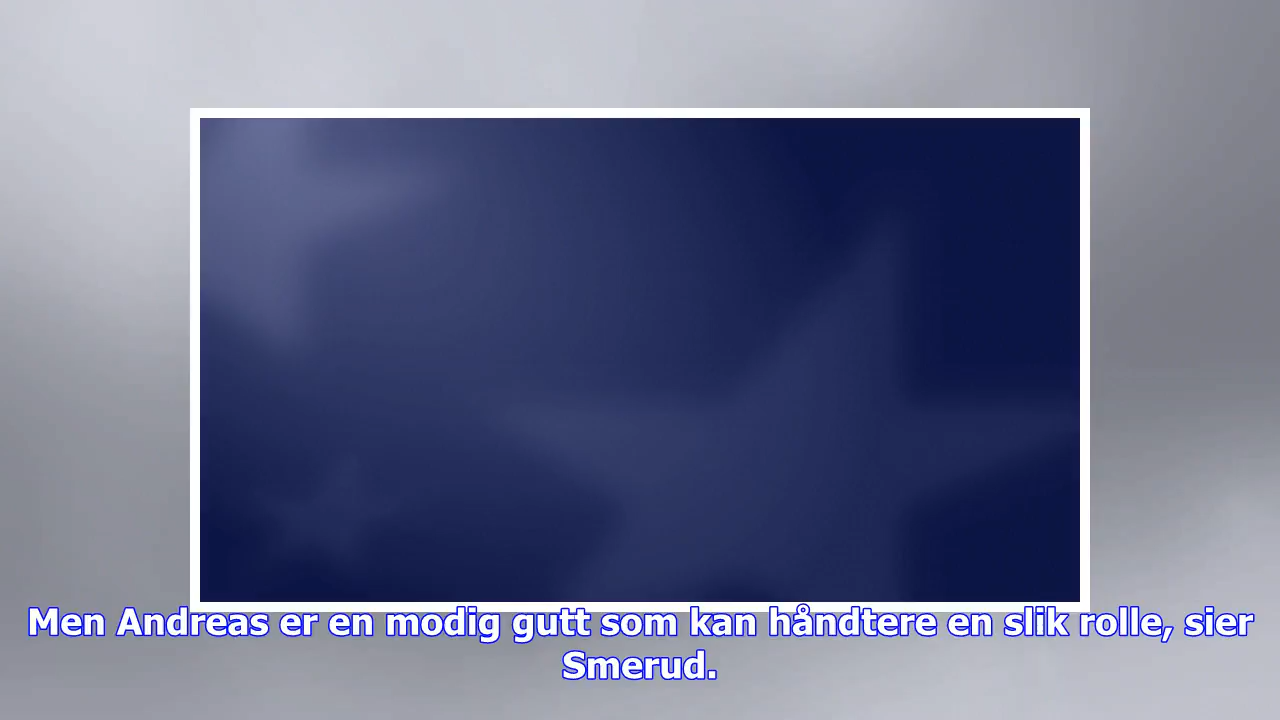 Men Andreas er en modig gutt som kan håndtere en slik rolle, sier
Smerud.